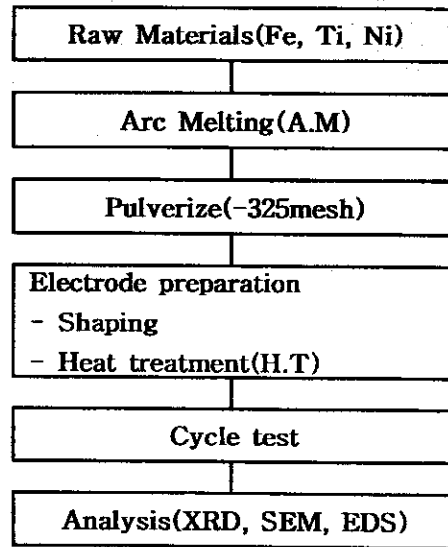 Raw Materials(Fe, Ti, Ni)
Arc Melting(A.M)
Pulverize(-325mesh)
Electrode preparation
- Shaping
- Heat treatment(H.T)
Cycle test
Analysis(XRD, SEM, EDS)